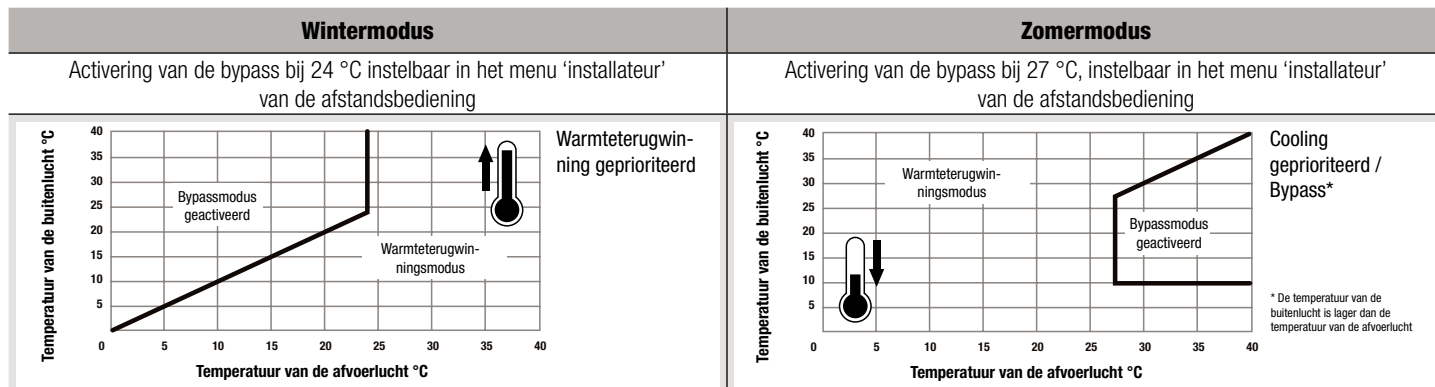 Wintermodus
Activering van de bypass bij 24 °C instelbaar in het menu ‘installateur’
van de afstandsbediening
Temperatuur van de buitenlucht °C
40
35
30
25
20
15
10
5
0
5
10
15
20
25
30
35
40
Bypassmodus
geactiveerd
Warmteterugwin-
ningsmodus
Temperatuur van de afvoerlucht °C
Warmteterugwin-
ning geprioriteerd
Zomermodus
Activering van de bypass bij 27 °C, instelbaar in het menu ‘installateur’
van de afstandsbediening
Temperatuur van de buitenlucht °C
40
35
30
25
20
15
10
5
0
5
10
15
20
25
30
35
40
Warmteterugwin-
ningsmodus
Bypassmodus
geactiveerd
Temperatuur van de afvoerlucht °C
Cooling
geprioriteerd /
Bypass*
* De temperatuur van de
buitenlucht is lager dan de
temperatuur van de afvoerlucht